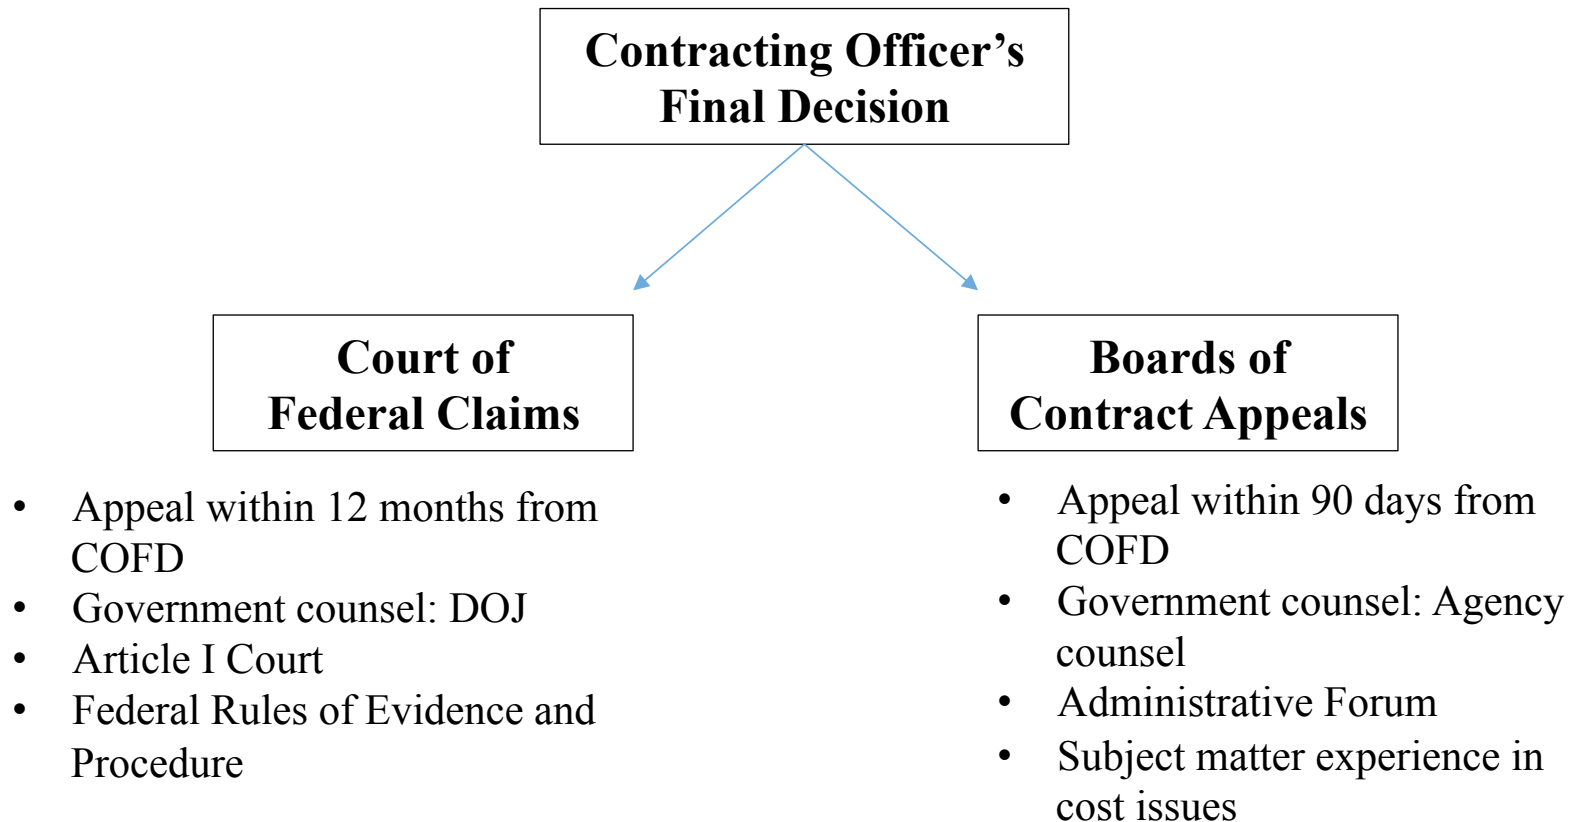 Contracting Officer’s
Final Decision
Court of
Federal Claims
• Appeal within 12 months from
COFD
• Government counsel: DOJ
• Article I Court
• Federal Rules of Evidence and
Procedure
Boards of
Contract Appeals
• Appeal within 90 days from
COFD
• Government counsel: Agency
counsel
• Administrative Forum
• Subject matter experience in
cost issues